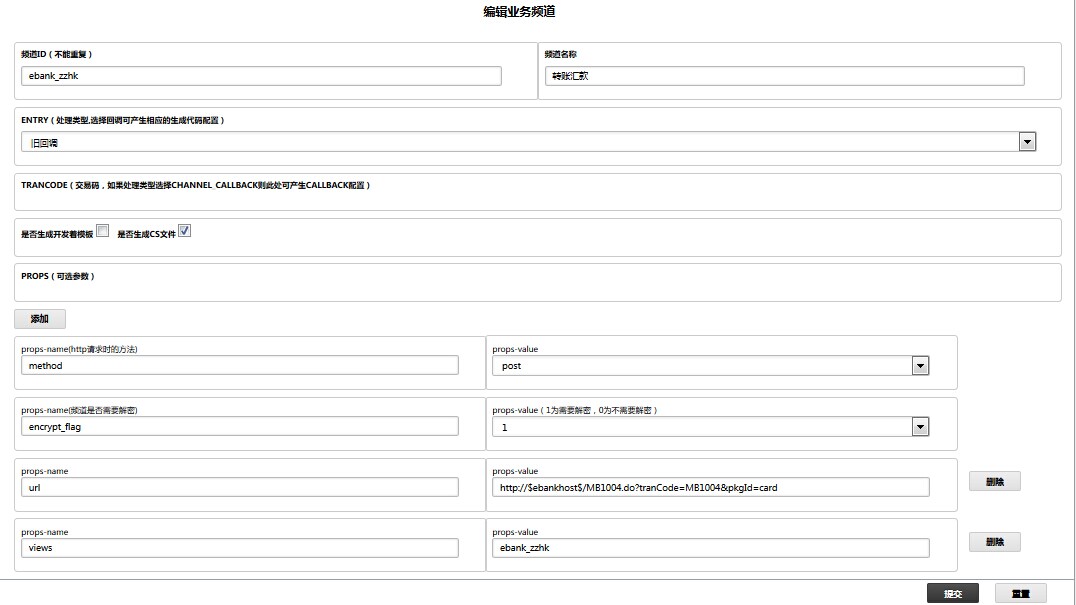 编辑业务频道
频道ID（不能重复） 频道名称
ebank_zzhk 转账汇款
ENTRY（处理类型,选择回调可产生相应的生成代码配置）
旧回调
TRANCODE（交易码，如果处理类型选择CHANNEL_CALLBACK则此处可产生CALLBACK配置）
是否生成开发着模板 是否生成CS文件
PROPS（可选参数）
添加
props-name(http请求时的方法) props-value
method post
props-name(频道是否需要解密) props-value（1为需要解密，0为不需要解密）
encrypt_flag 1
props-name props-value
url http://$ebankhost$/MB1004.do?tranCode=MB1004&pkgId=card 删除
props-name props-value
views ebank_zzhk 删除
提交 重置